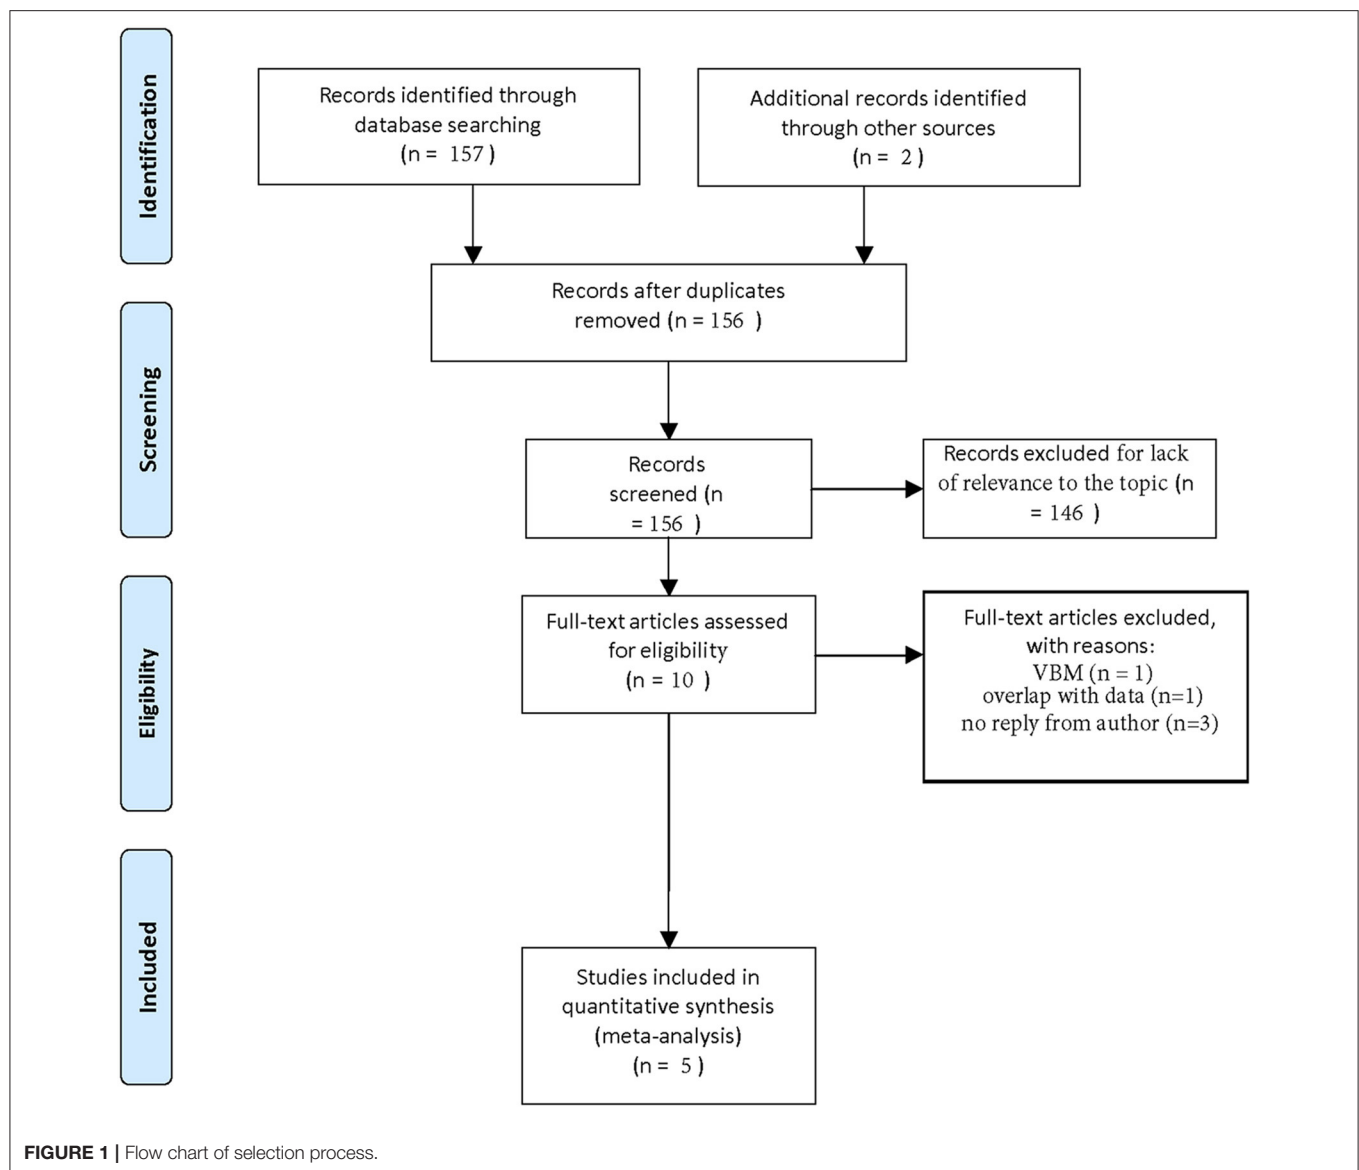 Identification
Records identified through
database searching
(n = 157 )
Additional records identified
through other sources
(n = 2 )
Records after duplicates
removed (n = 156 )
Screening
Records
screened (n
= 156 )
Records excluded for lack
of relevance to the topic (n
= 146 )
Eligibility
Full-text articles assessed
for eligibility
(n = 10 )
Full-text articles excluded,
with reasons:
VBM (n = 1)
overlap with data (n=1)
no reply from author (n=3)
Included
Studies included in
quantitative synthesis
(meta-analysis)
(n = 5 )
FIGURE 1 | Flow chart of selection process.